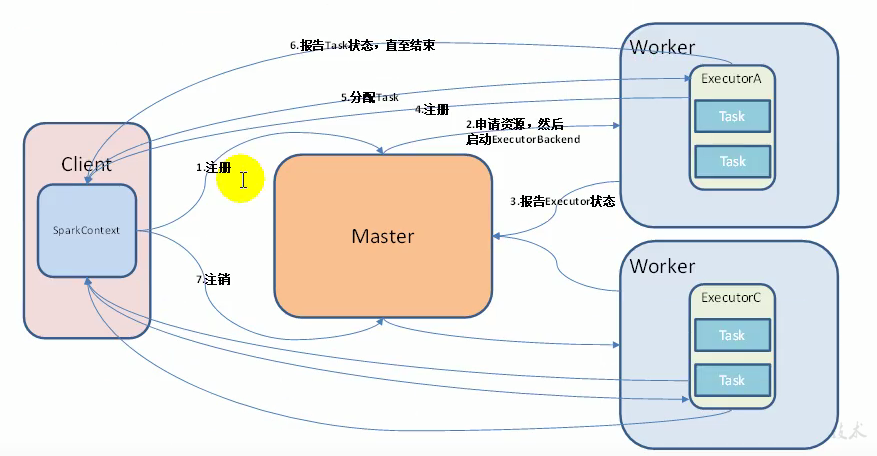 6.报告Task状态，直至结束
Worker
ExecutorA
Task
Task
5.分配Task
4.注册
2.申请资源，然后
启动ExecutorBackend
Client
SparkContext
1.注册
Master
3.报告Executor状态
7.注销
Worker
ExecutorC
Task
Task
技术